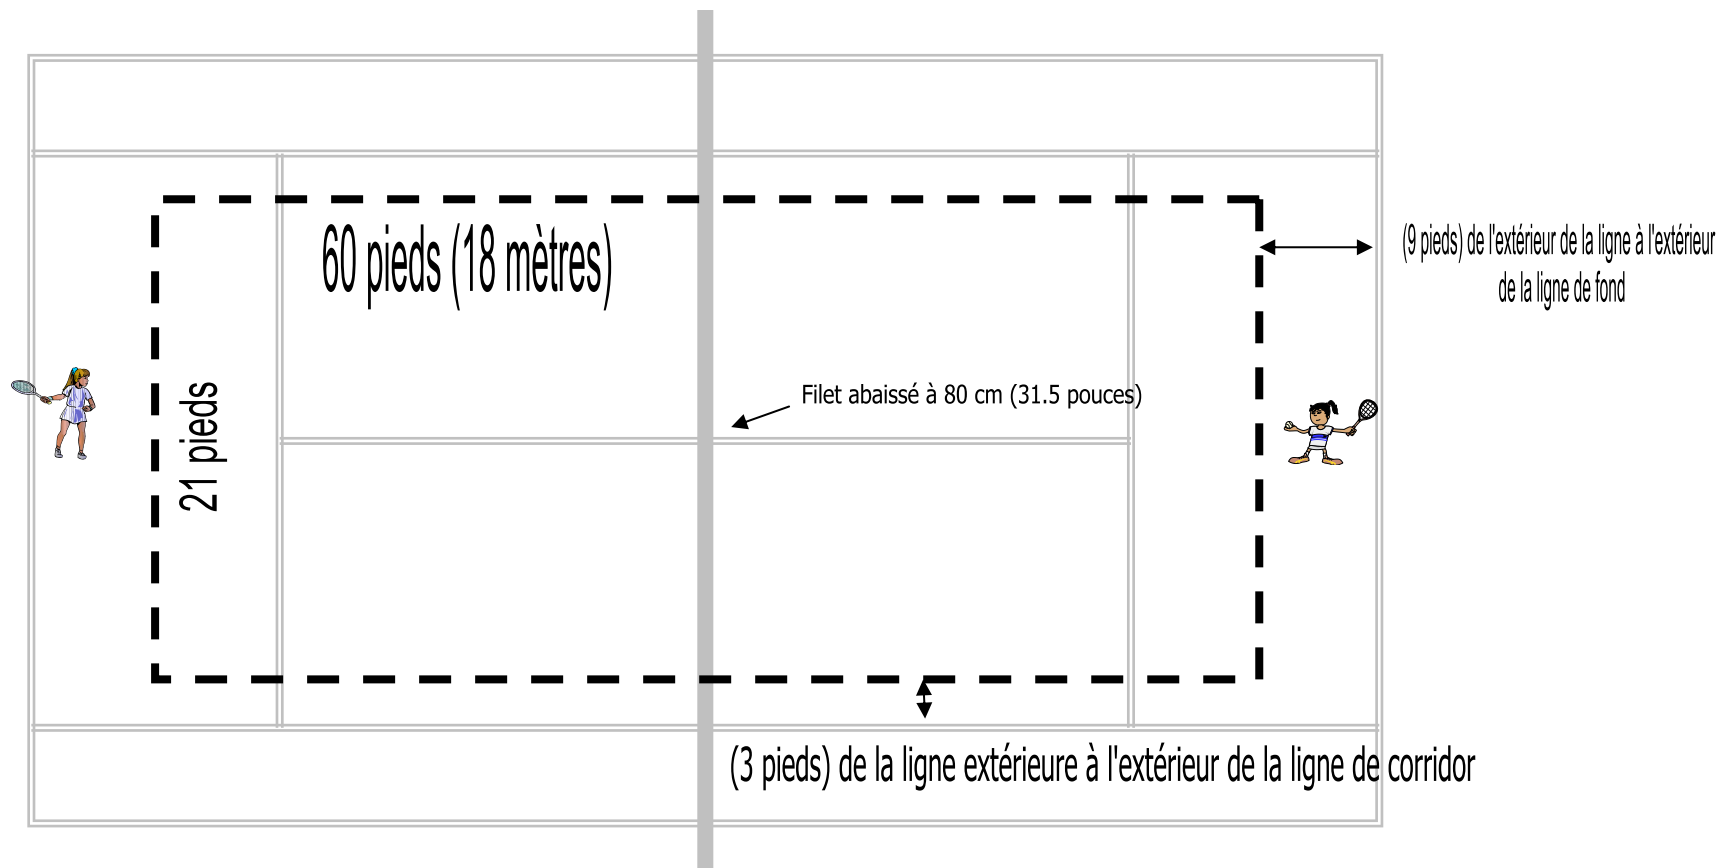 60 pieds (18 mètres)
(9 pieds) de l'extérieur de la ligne à l'extérieur
de la ligne de fond
21 pieds
Filet abaissé à 80 cm (31.5 pouces)
(3 pieds) de la ligne extérieure à l'extérieur de la ligne de corridor